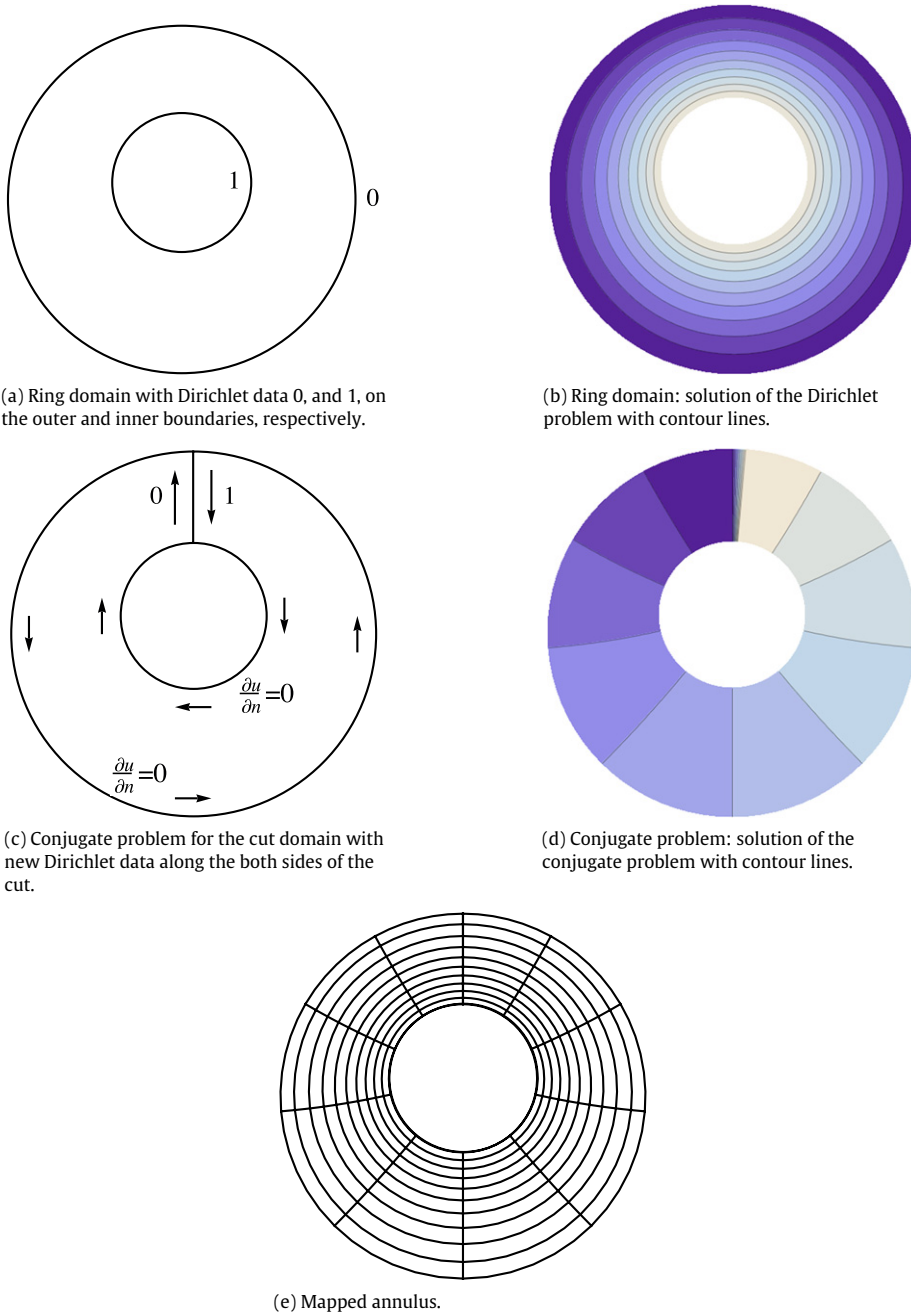 1
0
(a) Ring domain with Dirichlet data 0, and 1, on
the outer and inner boundaries, respectively.
(b) Ring domain: solution of the Dirichlet
problem with contour lines.
0
1
∂u/∂n=0
∂u/∂n=0
(c) Conjugate problem for the cut domain with
new Dirichlet data along the both sides of the
cut.
(d) Conjugate problem: solution of the
conjugate problem with contour lines.
(e) Mapped annulus.